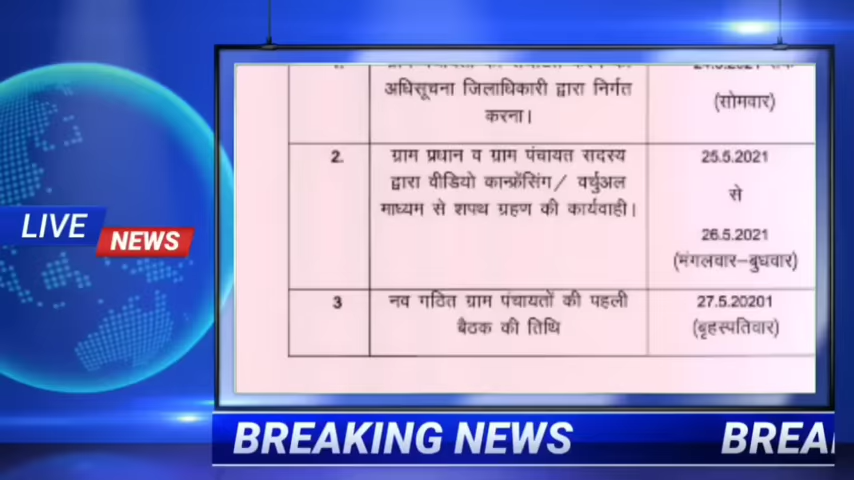 अधिसूचना जिलाधिकारी द्वारा निर्गत
करना।
(सोमवार)
2.
ग्राम प्रधान व ग्राम पंचायत सदस्य
द्वारा वीडियो कान्फ्रेंसिंग/ वर्चुअल
माध्यम से शपथ ग्रहण की कार्यवाही।
25.5.2021
से
26.5.2021
(मंगलवार-बुधवार)
3
नव गठित ग्राम पंचायतों की पहली
बैठक की तिथि
27.5.20201
(बृहस्पतिवार)
LIVE
NEWS
BREAKING NEWS BREA